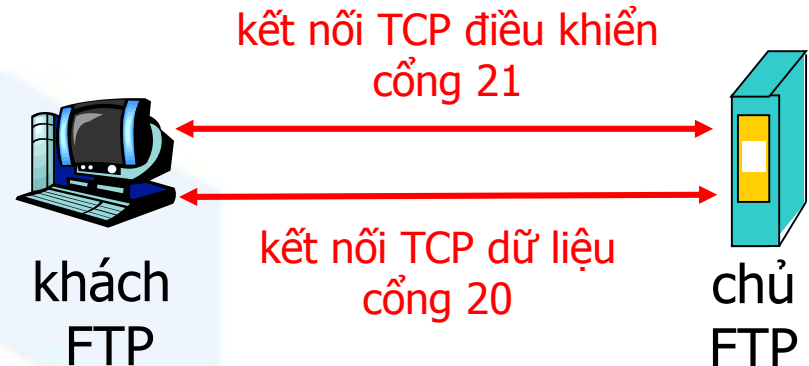 kết nối TCP điều khiển
cổng 21
kết nối TCP dữ liệu
cổng 20
khách
FTP
chủ
FTP